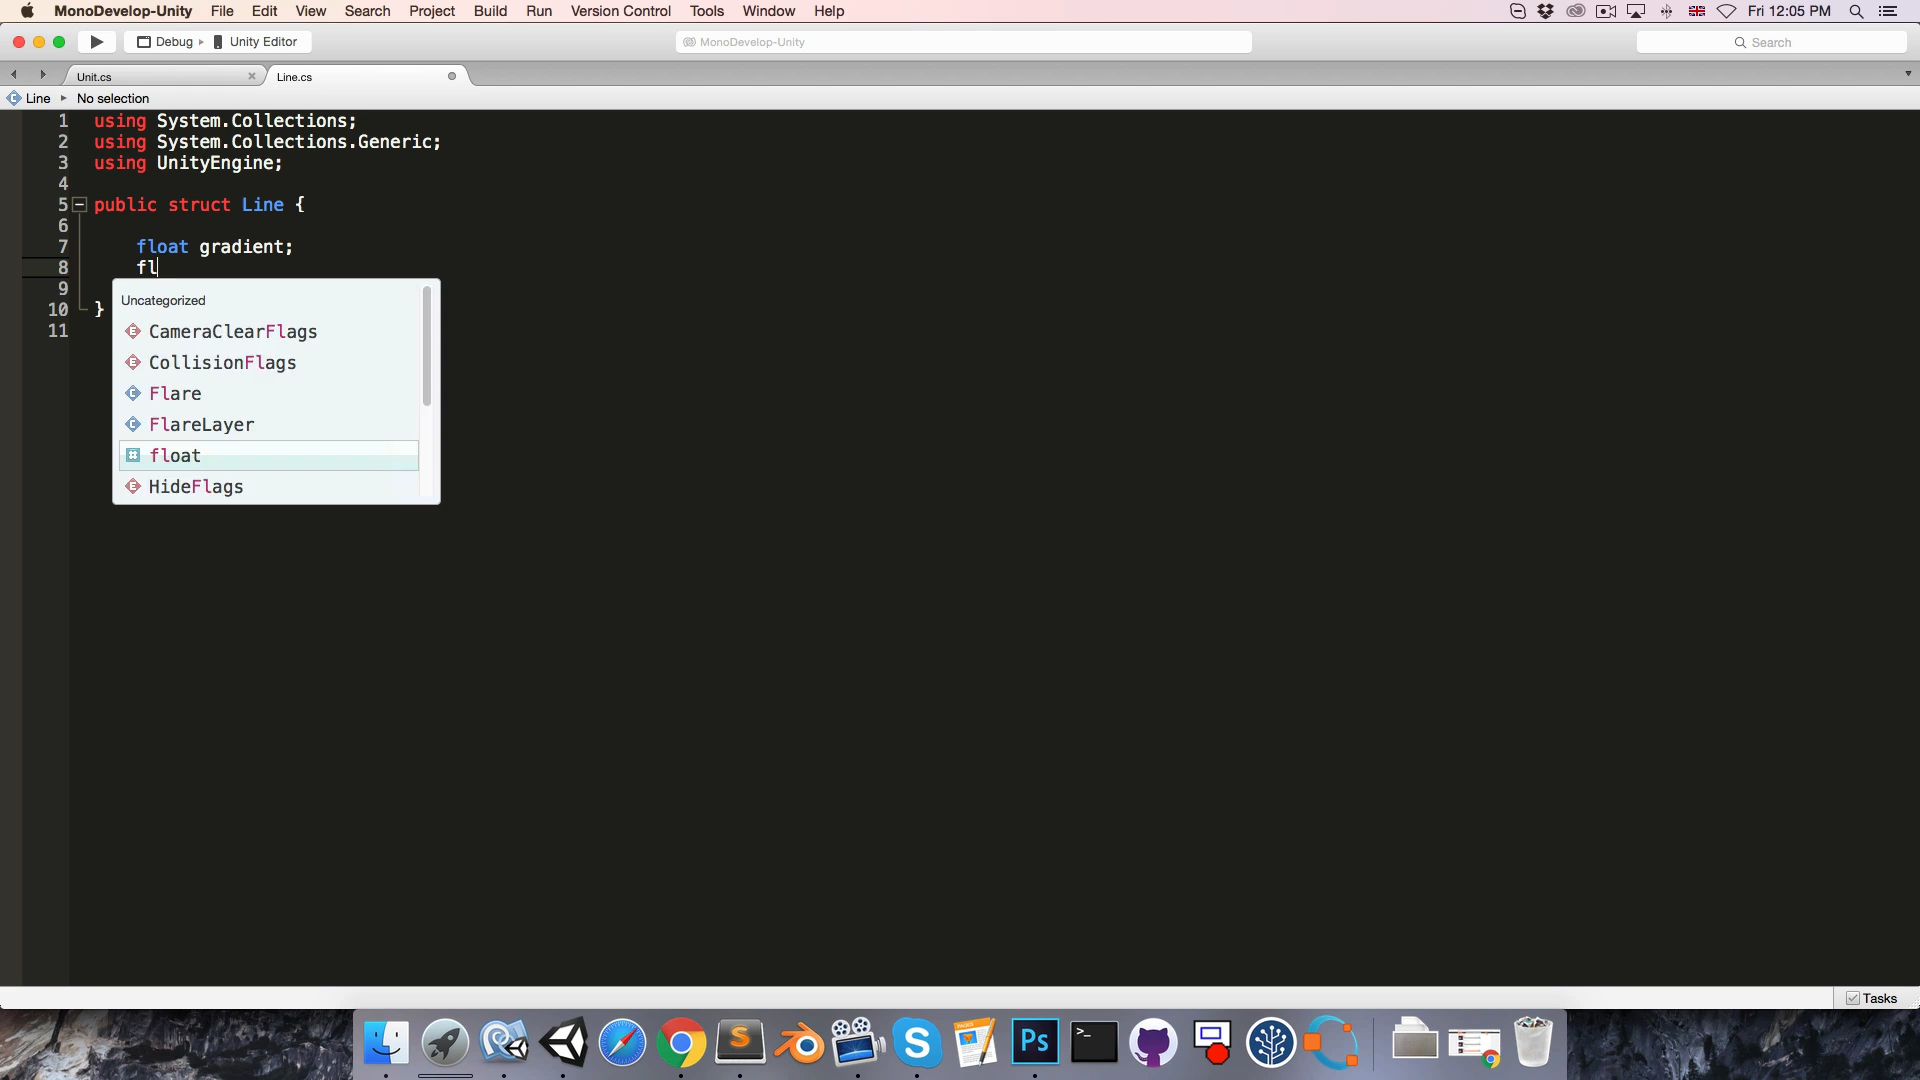 MonoDevelop-Unity File Edit View Search Project Build Run Version Control Tools Window Help Fri 12:05 PM
Debug Unity Editor MonoDevelop-Unity Search
Unit.cs Line.cs
Line No selection
1 using System.Collections;
2 using System.Collections.Generic;
3 using UnityEngine;
4
5 public struct Line {
6
7 float gradient;
8 fl
9
10 }
11
Uncategorized
CameraClearFlags
CollisionFlags
Flare
FlareLayer
float
HideFlags
Tasks
S
Ps
>_